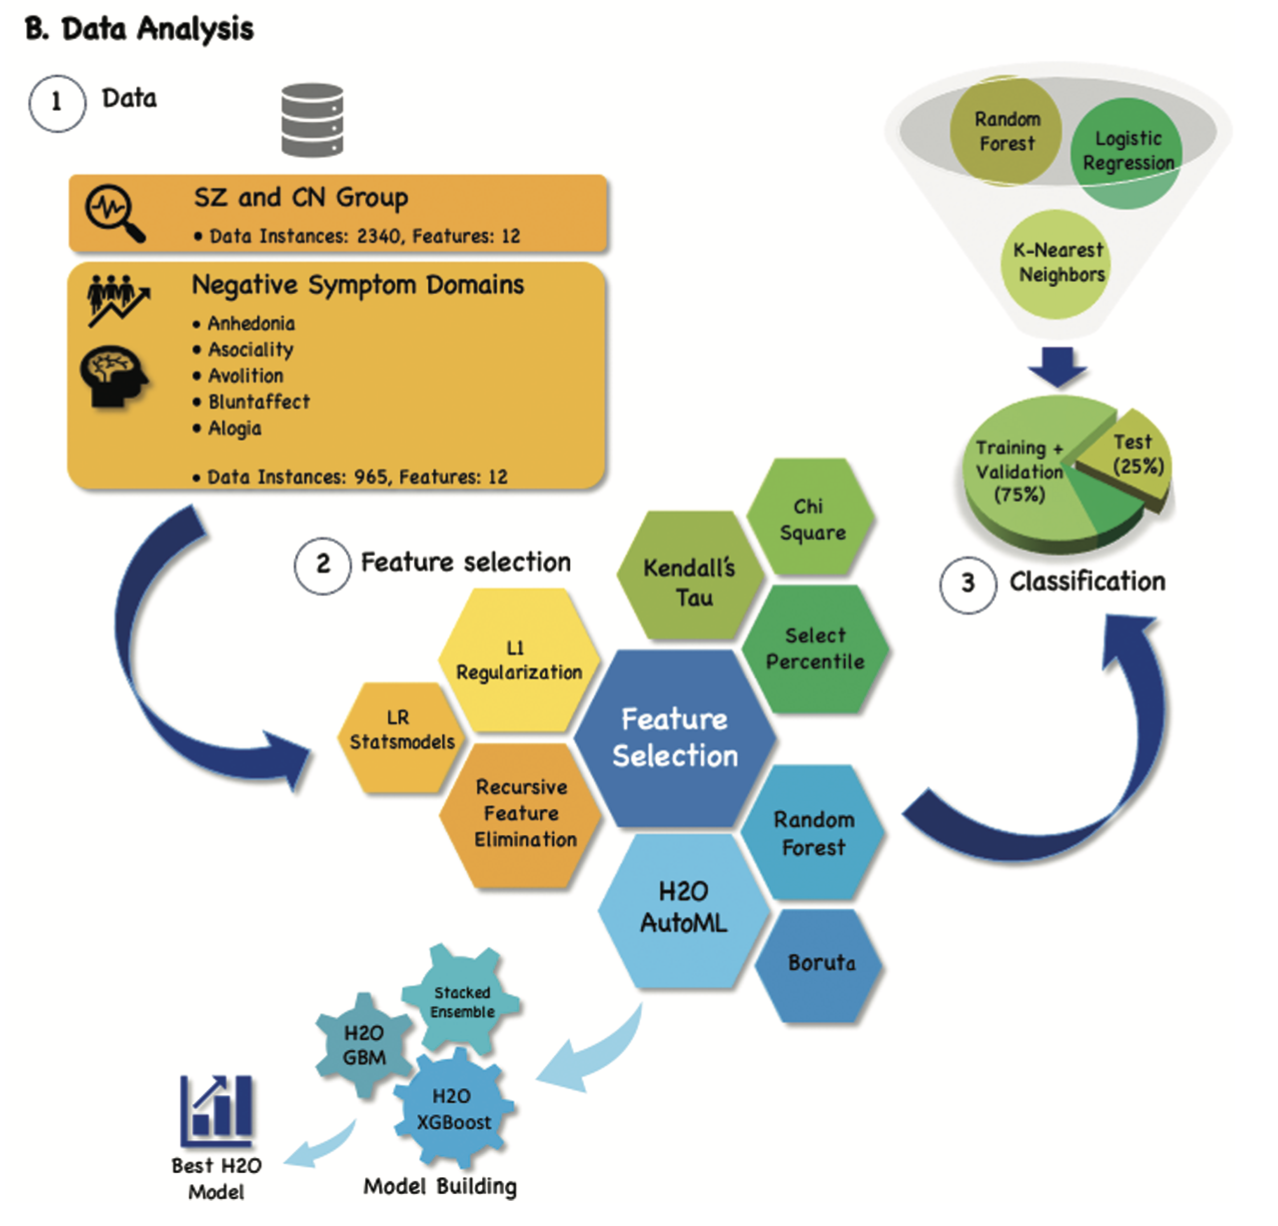 B. Data Analysis
1
Data
SZ and CN Group
• Data Instances: 2340, Features: 12
Negative Symptom Domains
• Anhedonia
• Asociality
• Avolition
• Bluntaffect
• Alogia
• Data Instances: 965, Features: 12
2
Feature selection
Chi
Square
Kendall's
Tau
Select
Percentile
L1
Regularization
LR
Statsmodels
Recursive
Feature
Elimination
Feature
Selection
Random
Forest
H2O
AutoML
Boruta
Stacked
Ensemble
H2O
GBM
H2O
XGBoost
Model Building
Best H2O
Model
Random
Forest
Logistic
Regression
K-Nearest
Neighbors
Training +
Validation
(75%)
Test
(25%)
3
Classification